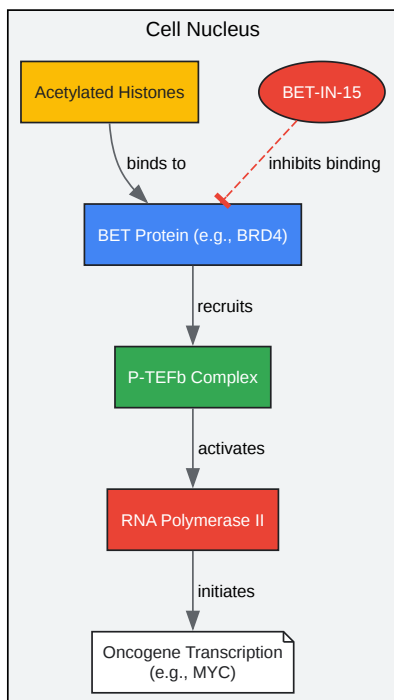 Cell Nucleus
Acetylated Histones
BET-IN-15
binds to
inhibits binding
BET Protein (e.g., BRD4)
recruits
P-TEFb Complex
activates
RNA Polymerase II
initiates
Oncogene Transcription
(e.g., MYC)